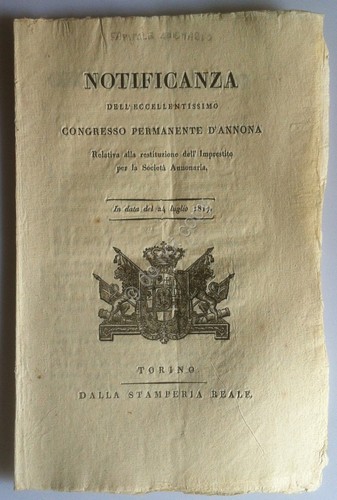 NOTIFICANZA
DELL'ECCELLENTISSIMO
CONGRESSO PERMANENTE D'ANNONA
Relativa alla restituzione dell'Imprestito
per la Società Annonaria,
In data del 24 luglio
TORINO
DALLA STAMPERIA REALE.